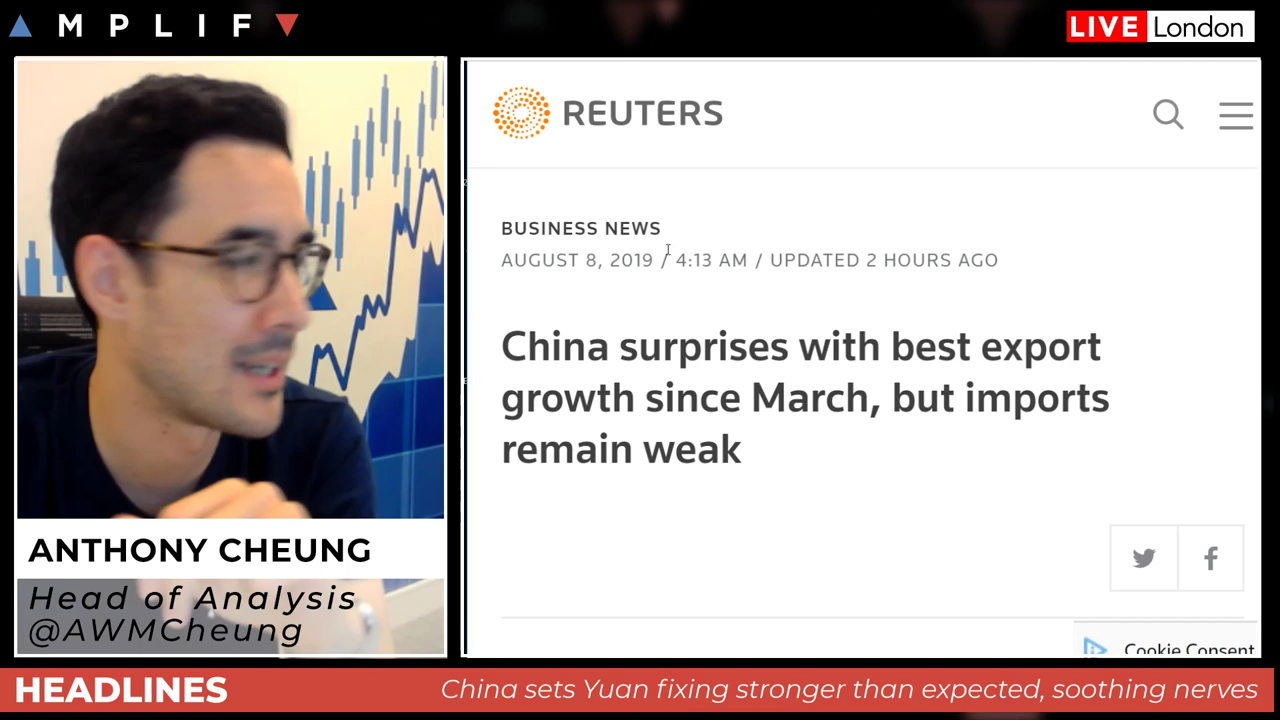 MPLIF
LIVE London
REUTERS
BUSINESS NEWS
AUGUST 8, 2019 / 4:13 AM / UPDATED 2 HOURS AGO
China surprises with best export
growth since March, but imports
remain weak
Cookie Consent
ANTHONY CHEUNG
Head of Analysis
@AWMCheung
HEADLINES
China sets Yuan fixing stronger than expected, soothing nerves